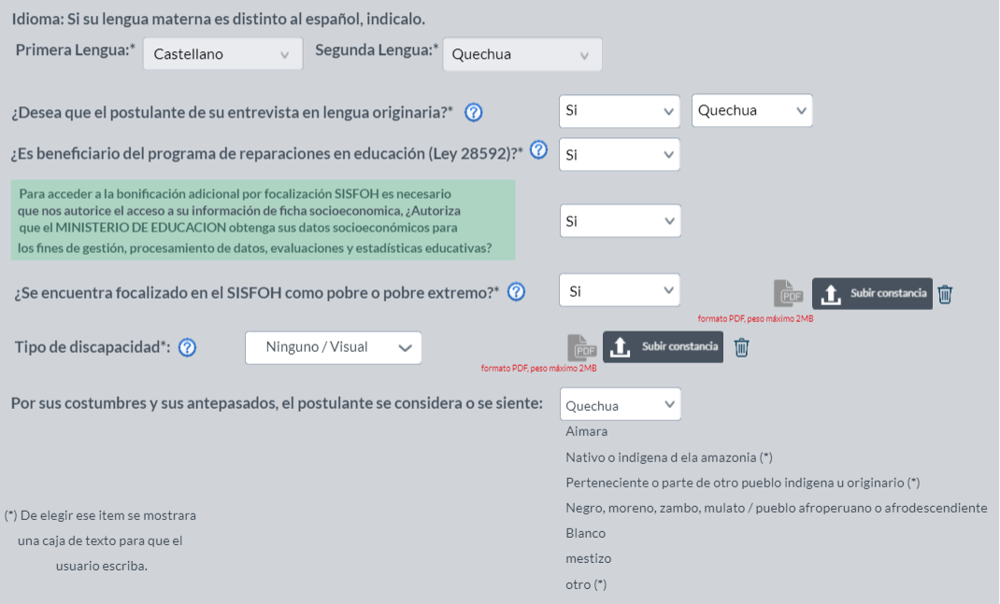 Idioma: Si su lengua materna es distinto al español, indicalo.
Primera Lengua:* Castellano Segunda Lengua:* Quechua
¿Desea que el postulante de su entrevista en lengua originaria?* Si Quechua
¿Es beneficiario del programa de reparaciones en educación (Ley 28592)?* Si
Para acceder a la bonificación adicional por focalización SISFOH es necesario
que nos autorice el acceso a su información de ficha socioeconomica, ¿Autoriza
que el MINISTERIO DE EDUCACION obtenga sus datos socioeconómicos para
los fines de gestión, procesamiento de datos, evaluaciones y estadísticas educativas?
Si
¿Se encuentra focalizado en el SISFOH como pobre o pobre extremo?* Si PDF Subir constancia
formato PDF, peso máximo 2MB
Tipo de discapacidad*: Ninguno / Visual PDF Subir constancia
formato PDF, peso máximo 2MB
Por sus costumbres y sus antepasados, el postulante se considera o se siente: Quechua
Aimara
Nativo o indigena d ela amazonia (*)
Perteneciente o parte de otro pueblo indigena u originario (*)
Negro, moreno, zambo, mulato / pueblo afroperuano o afrodescendiente
Blanco
mestizo
otro (*)
(*) De elegir ese item se mostrara
una caja de texto para que el
usuario escriba.